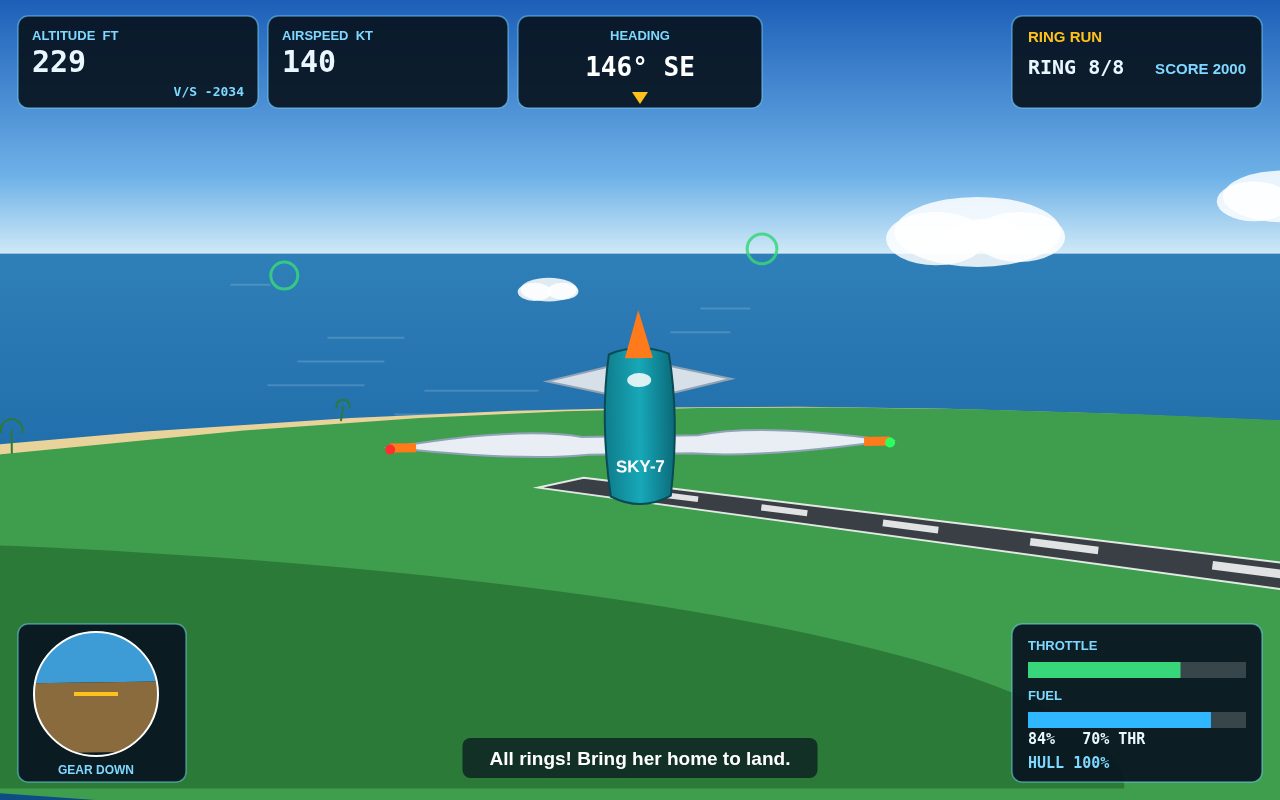 ALTITUDE FT
229
V/S -2034
AIRSPEED KT
140
HEADING
146° SE
RING RUN
RING 8/8 SCORE 2000
SKY-7
GEAR DOWN
All rings! Bring her home to land.
THROTTLE
FUEL
84% 70% THR
HULL 100%